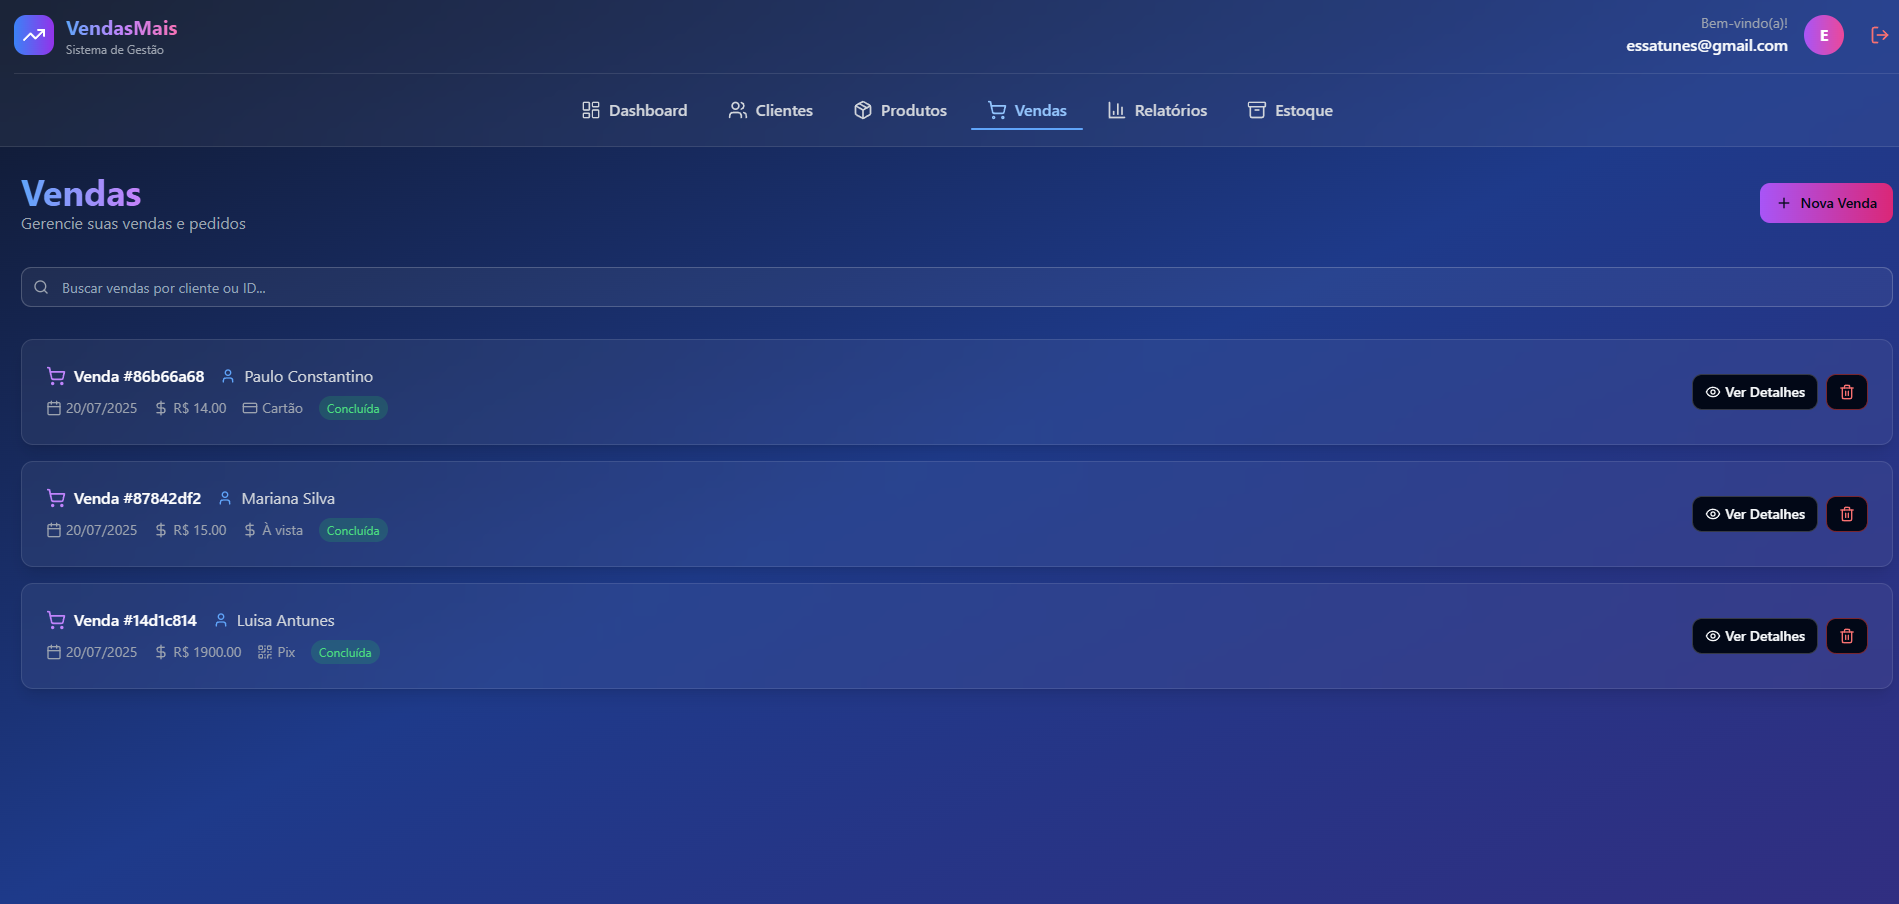 VendasMais
Sistema de Gestão
Bem-vindo(a)!
essatunes@gmail.com
E
Dashboard
Clientes
Produtos
Vendas
Relatórios
Estoque
Vendas
Gerencie suas vendas e pedidos
Nova Venda
Buscar vendas por cliente ou ID...
Venda #86b66a68 Paulo Constantino
20/07/2025 R$ 14.00 Cartão Concluída
Ver Detalhes
Venda #87842df2 Mariana Silva
20/07/2025 R$ 15.00 À vista Concluída
Ver Detalhes
Venda #14d1c814 Luisa Antunes
20/07/2025 R$ 1900.00 Pix Concluída
Ver Detalhes